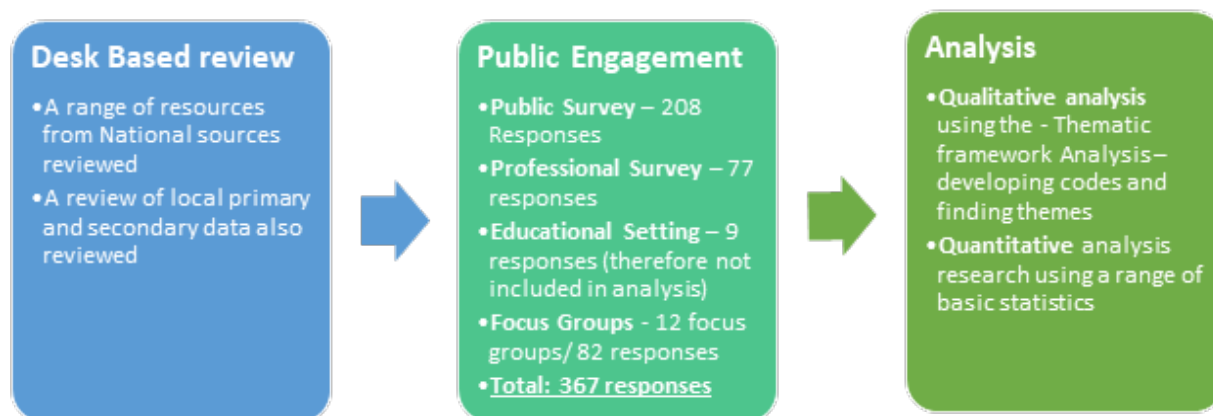 Desk Based review
•A range of resources
from National sources
reviewed
•A review of local primary
and secondary data also
reviewed
Public Engagement
•Public Survey – 208
Responses
•Professional Survey – 77
responses
•Educational Setting – 9
responses (therefore not
included in analysis)
•Focus Groups - 12 focus
groups/ 82 responses
•Total: 367 responses
Analysis
•Qualitative analysis
using the - Thematic
framework Analysis –
developing codes and
finding themes
•Quantitative analysis
research using a range of
basic statistics